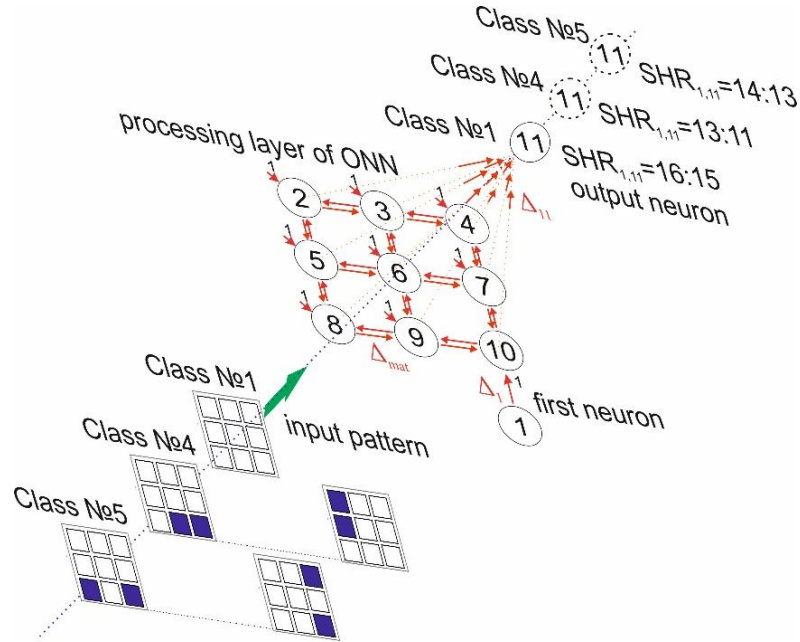 Class №5
11
SHR1,11=14:13
Class №4
11
SHR1,11=13:11
Class №1
11
SHR1,11=16:15
output neuron
processing layer of ONN
Δ11
1
2
1
3
1
4
1
5
1
6
1
7
1
8
1
9
10
Δmat
Δ1
1
first neuron
1
Class №1
input pattern
Class №4
Class №5